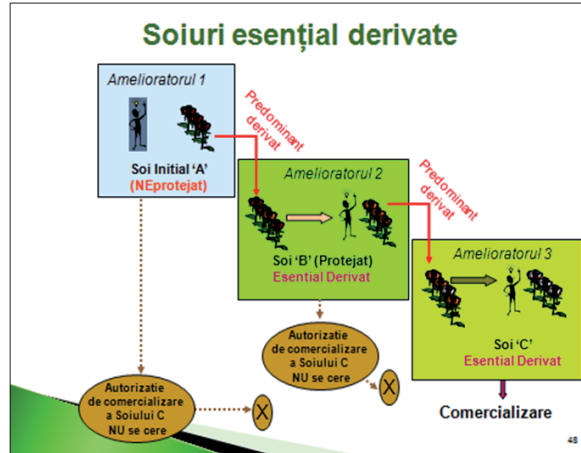 Soiuri esențial derivate
Amelioratorul 1
Soi Initial ‘A’
(NEprotejat)
Predominant
derivat
Amelioratorul 2
Soi ‘B’ (Protejat)
Esential Derivat
Predominant
derivat
Amelioratorul 3
Soi ‘C’
Esential Derivat
Autorizatie
de comercializare
a Soiului C
NU se cere
X
Autorizatie
de comercializare
a Soiului C
NU se cere
X
Comercializare
48